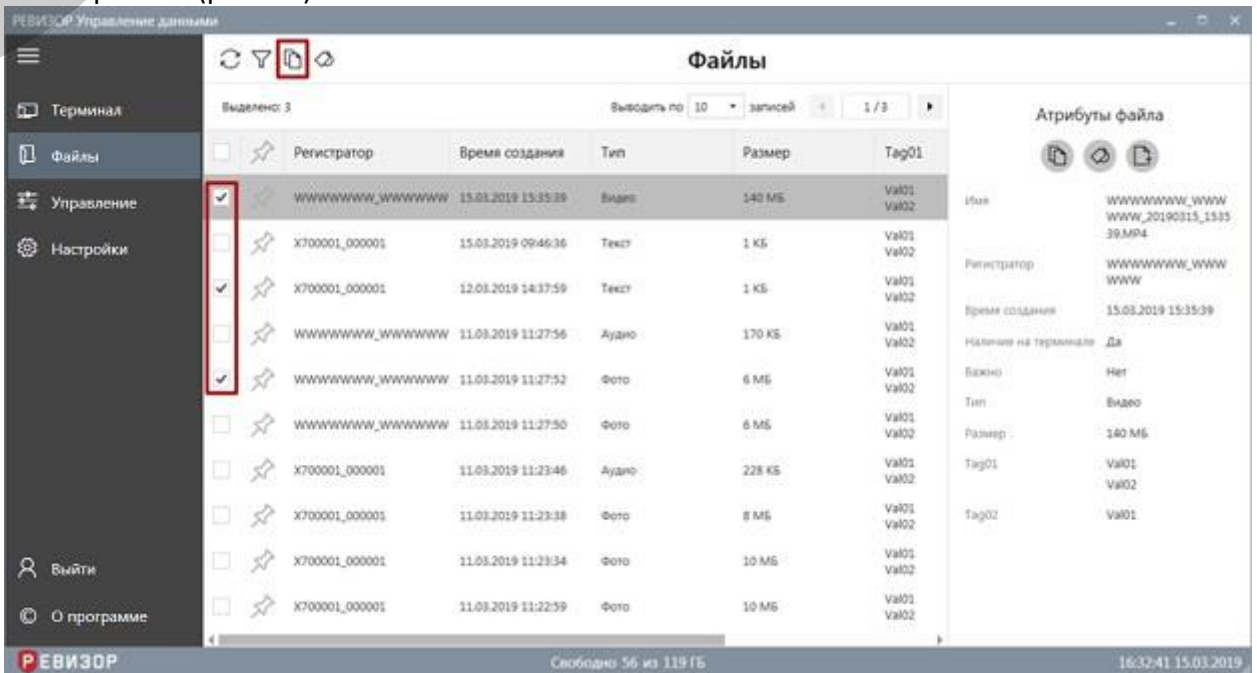 РЕВИЗОР Управление данными
Файлы
Терминал
Файлы
Управление
Настройки
Выйти
О программе
Выделено: 3
Выводить по 10 записей 1/3
Регистратор Время создания Тип Размер Tag01
WWWWWWW_WWWWWW 15.03.2019 15:35:39 Видео 140 МБ Val01
Val02
X700001_000001 15.03.2019 09:46:36 Текст 1 КБ Val01
Val02
X700001_000001 12.03.2019 14:37:59 Текст 1 КБ Val01
Val02
WWWWWWW_WWWWWW 11.03.2019 11:27:56 Аудио 170 КБ Val01
Val02
WWWWWWW_WWWWWW 11.03.2019 11:27:52 Фото 6 МБ Val01
Val02
WWWWWWW_WWWWWW 11.03.2019 11:27:50 Фото 6 МБ Val01
Val02
X700001_000001 11.03.2019 11:23:46 Аудио 228 КБ Val01
Val02
X700001_000001 11.03.2019 11:23:38 Фото 8 МБ Val01
Val02
X700001_000001 11.03.2019 11:23:34 Фото 10 МБ Val01
Val02
X700001_000001 11.03.2019 11:22:59 Фото 10 МБ Val01
Val02
Атрибуты файла
Имя WWWWWWW_WWW
WWW_20190315_1535
39.MP4
Регистратор WWWWWWW_WWW
WWW
Время создания 15.03.2019 15:35:39
Наличие на терминале Да
Важно Нет
Тип Видео
Размер 140 МБ
Tag01 Val01
Val02
Tag02 Val01
РЕВИЗОР
Свободно 56 из 119 ГБ
16:32:41 15.03.2019